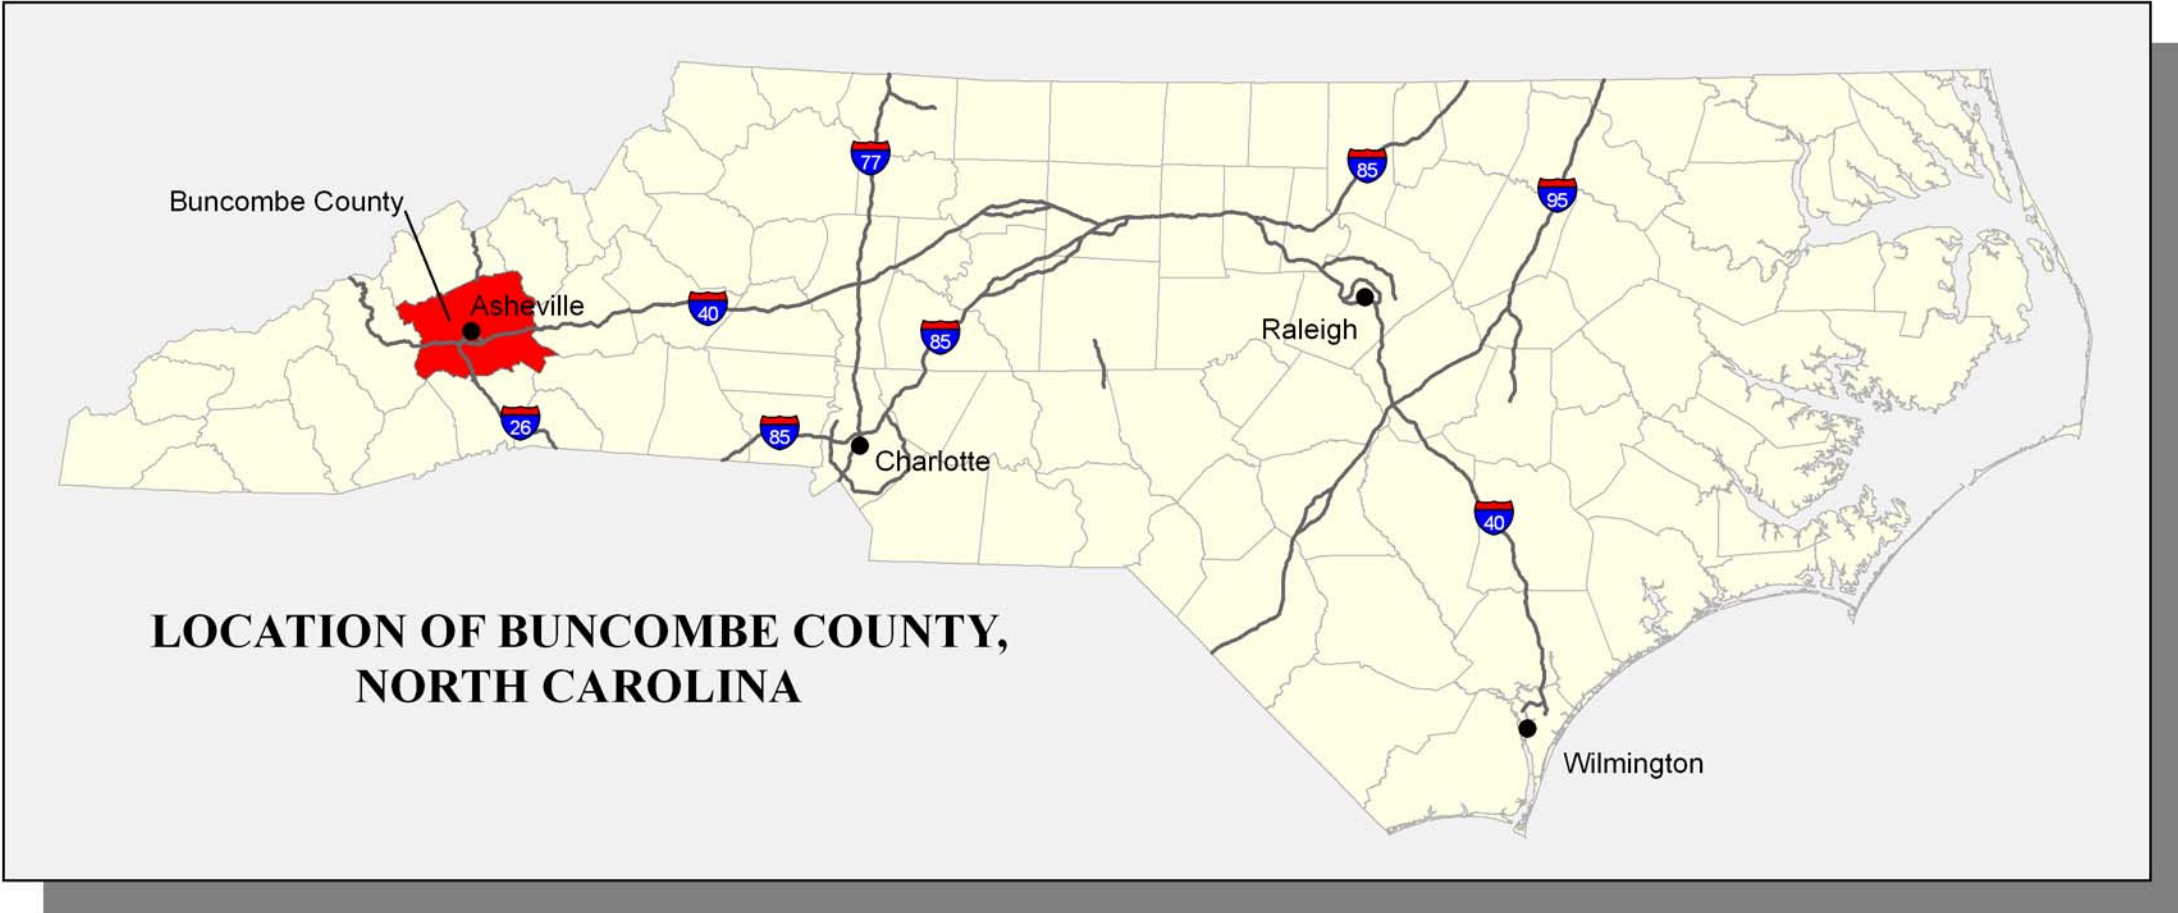 77
85
95
Buncombe County
Asheville
40
85
Raleigh
26
85
Charlotte
40
LOCATION OF BUNCOMBE COUNTY,
NORTH CAROLINA
Wilmington